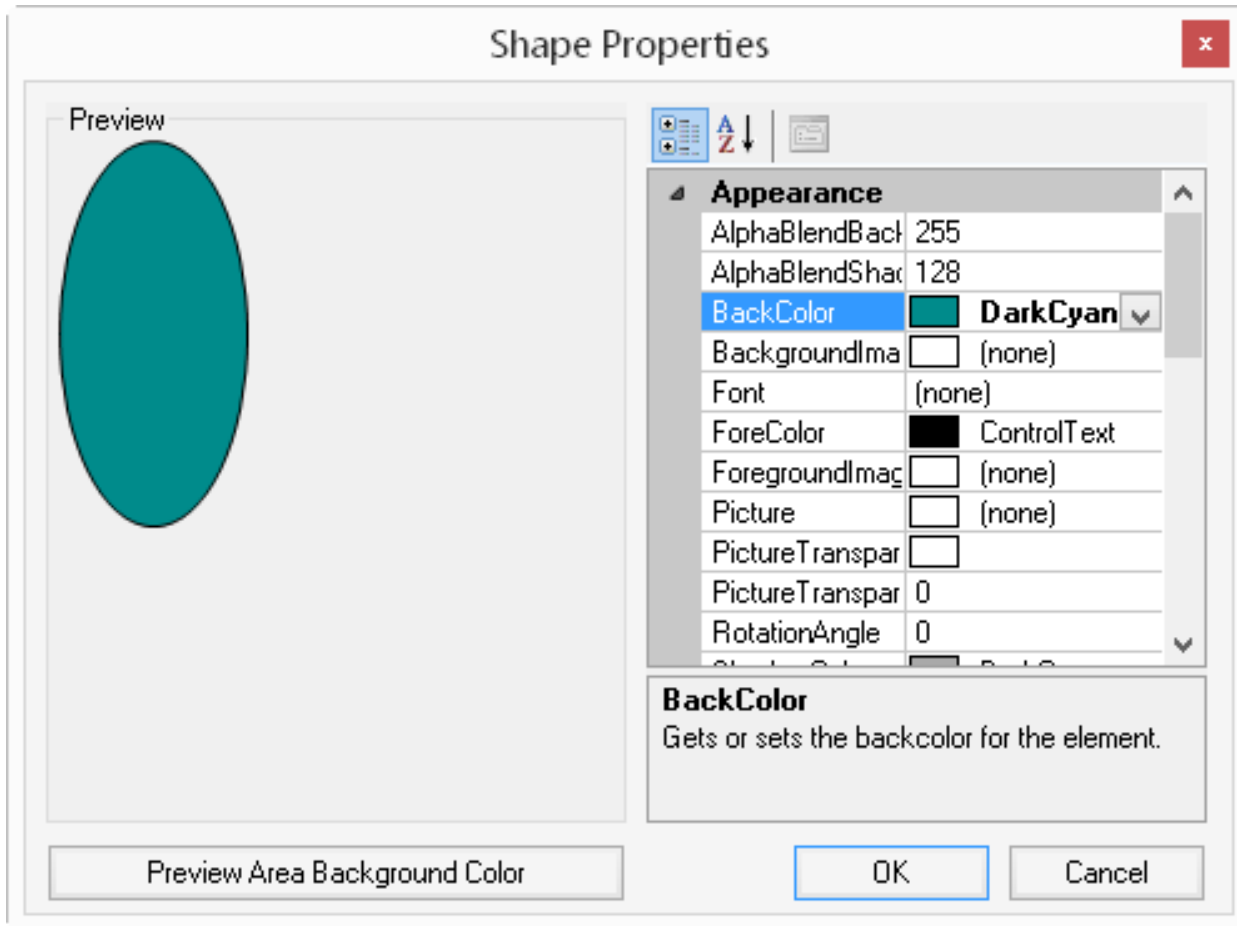 Shape Properties
x
Preview
A
Z
Appearance
AlphaBlendBack 255
AlphaBlendShac 128
BackColor DarkCyan
BackgroundIma (none)
Font (none)
ForeColor ControlText
ForegroundImag (none)
Picture (none)
PictureTranspar
PictureTranspar 0
RotationAngle 0
BackColor
Gets or sets the backcolor for the element.
Preview Area Background Color
OK
Cancel